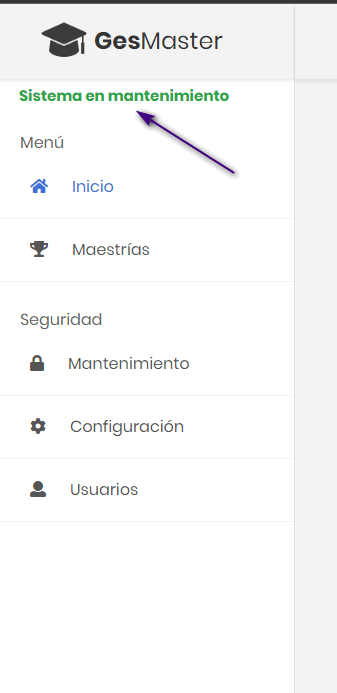 GesMaster
Sistema en mantenimiento
Menú
Inicio
Maestrías
Seguridad
Mantenimiento
Configuración
Usuarios